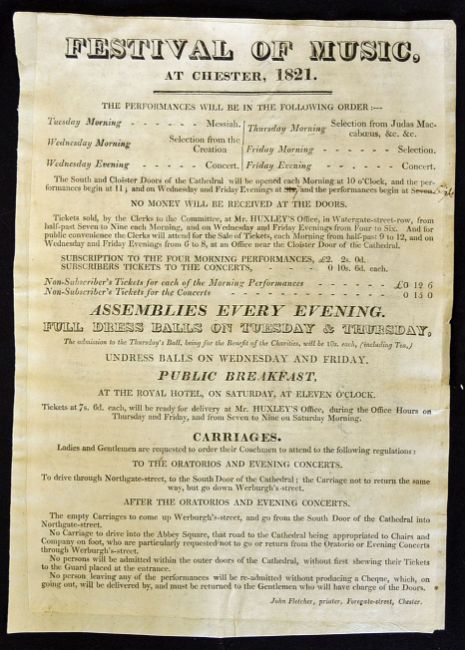 FESTIVAL OF MUSIC,
AT CHESTER, 1821.
THE PERFORMANCES WILL BE IN THE FOLLOWING ORDER:—
Tuesday Morning - - - - - - Messiah.
Wednesday Morning Selection from the
Creation
Wednesday Evening - - - - Concert.
Thursday Morning Selection from Judas Mac-
cabœus, &c. &c.
Friday Morning - - - - - Selection.
Friday Evening - - - - - Concert.
The South and Cloister Doors of the Cathedral will be opened each Morning at 10 o'Clock, and the per-
formances begin at 11; and on Wednesday and Friday Evenings at Six, and the performances begin at Seven.
NO MONEY WILL BE RECEIVED AT THE DOORS.
Tickets sold, by the Clerks to the Committee, at Mr. HUXLEY'S Office, in Watergate-street-row, from
half-past Seven to Nine each Morning, and on Wednesday and Friday Evenings from Four to Six. And for
public convenience the Clerks will attend for the Sale of Tickets, each Morning from half-past 9 to 12, and on
Wednesday and Friday Evenings from 6 to 8, at an Office near the Cloister Door of the Cathedral.
SUBSCRIPTION TO THE FOUR MORNING PERFORMANCES, £2. 2s. 0d.
SUBSCRIBERS TICKETS TO THE CONCERTS, - - - - - 0 10s. 6d. each.
Non-Subscriber's Tickets for each of the Morning Performances - - - - - - £0 12 6
Non-Subscriber's Tickets for the Concerts - - - - - - - - - - 0 15 0
ASSEMBLIES EVERY EVENING.
FULL DRESS BALLS ON TUESDAY & THURSDAY,
The admission to the Thursday's Ball, being for the Benefit of the Charities, will be 10s. each, (including Tea,)
UNDRESS BALLS ON WEDNESDAY AND FRIDAY.
PUBLIC BREAKFAST,
AT THE ROYAL HOTEL, ON SATURDAY, AT ELEVEN O'CLOCK.
Tickets at 7s. 6d. each, will be ready for delivery at Mr. HUXLEY'S Office, during the Office Hours on
Thursday and Friday, and from Seven to Nine on Saturday Morning.
CARRIAGES.
Ladies and Gentlemen are requested to order their Coachmen to attend to the following regulations:
TO THE ORATORIOS AND EVENING CONCERTS.
To drive through Northgate-street, to the South Door of the Cathedral; the Carriage not to return the same
way, but go down Werburgh's-street.
AFTER THE ORATORIOS AND EVENING CONCERTS.
The empty Carriages to come up Werburgh's-street, and go from the South Door of the Cathedral into
Northgate-street.
No Carriage to drive into the Abbey Square, that road to the Cathedral being appropriated to Chairs and
Company on foot, who are particularly requested not to go or return from the Oratorio or Evening Concerts
through Werburgh's-street.
No persons will be admitted within the outer doors of the Cathedral, without first shewing their Tickets
to the Guard placed at the entrance.
No person leaving any of the performances will be re-admitted without producing a Cheque, which, on
going out, will be delivered by, and must be returned to the Gentlemen who will have charge of the Doors.
John Fletcher, printer, Foregate-street, Chester.